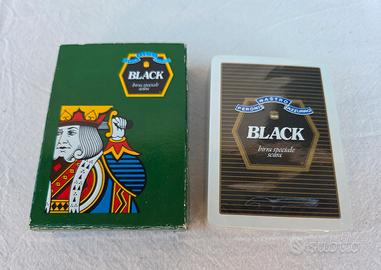 BLACK
birra speciale
scura
NASTRO
PERONI
AZZURRO
BLACK
birra speciale
scura
Subito